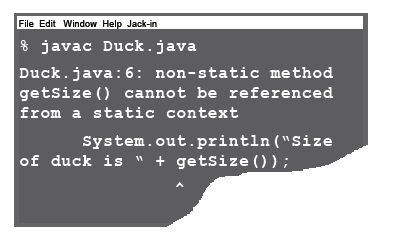 File Edit Window Help Jack-in
% javac Duck.java
Duck.java:6: non-static method
getSize() cannot be referenced
from a static context
System.out.println(“Size
of duck is “ + getSize());
^